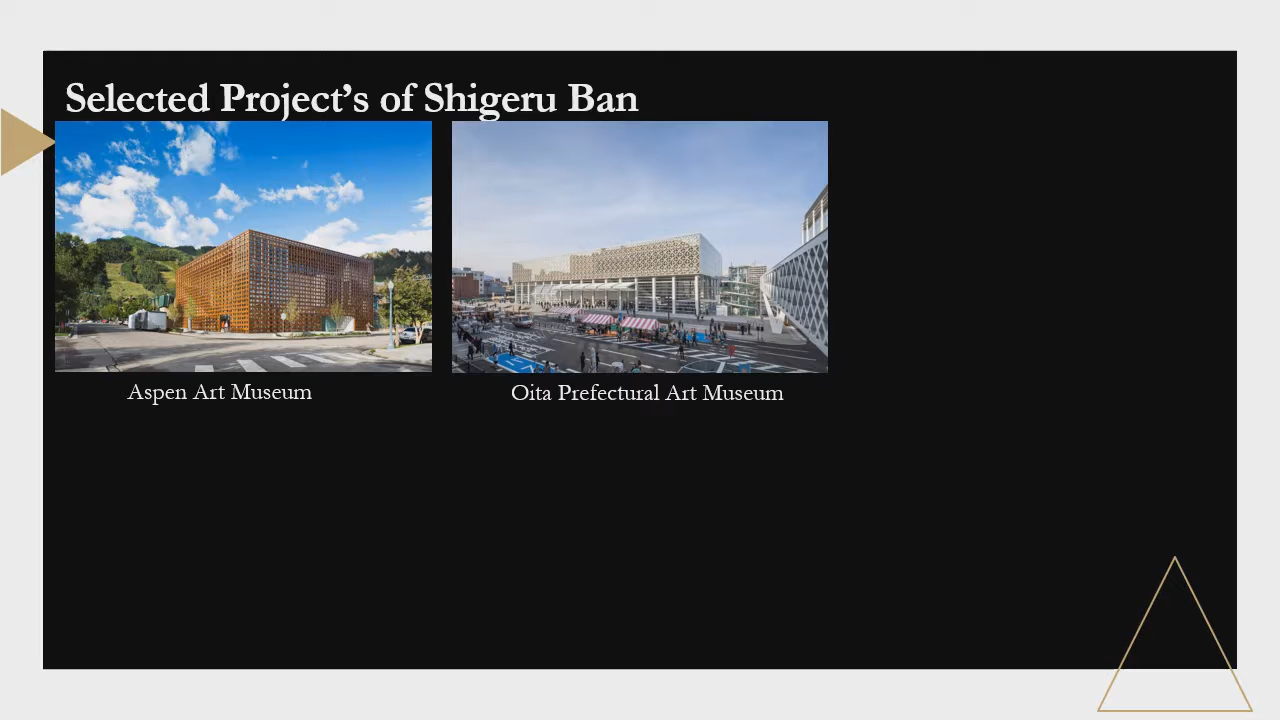 Selected Project’s of Shigeru Ban
Aspen Art Museum
Oita Prefectural Art Museum